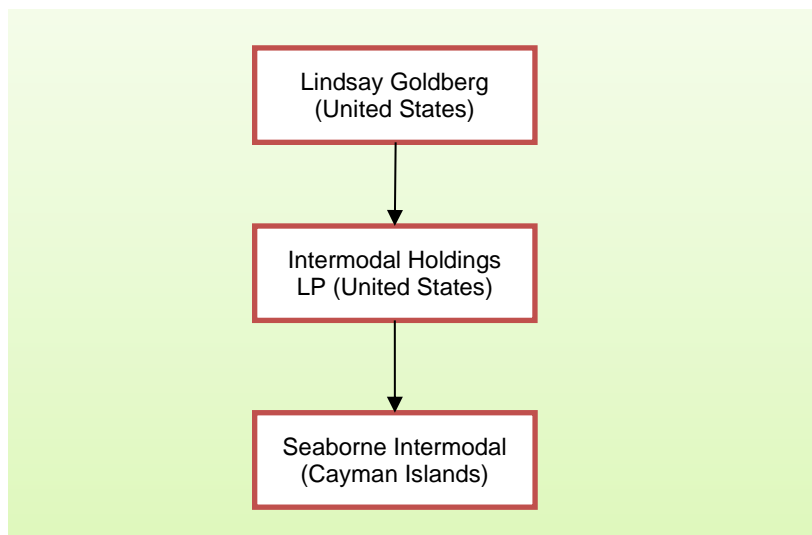 Lindsay Goldberg
(United States)
Intermodal Holdings
LP (United States)
Seaborne Intermodal
(Cayman Islands)